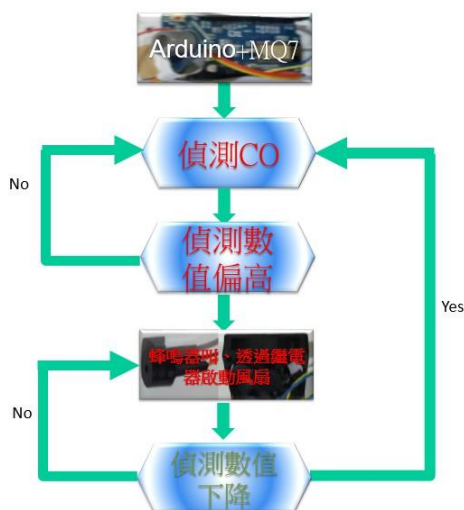 Arduino+MQ7
偵測CO
No
偵測數
值偏高
Yes
蜂鳴器叫、透過繼電
器啟動風扇
No
偵測數值
下降